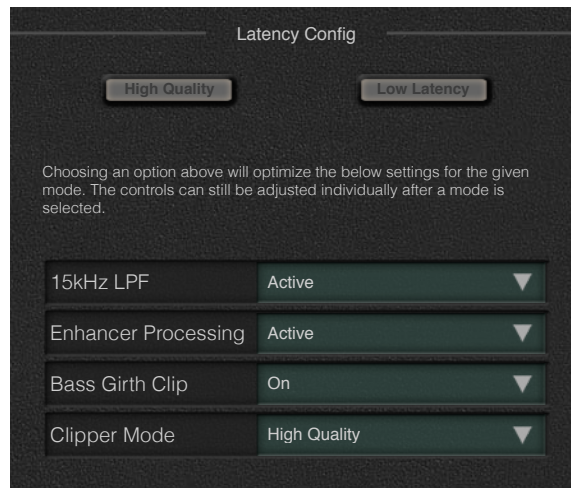 Latency Config
High Quality Low Latency
Choosing an option above will optimize the below settings for the given
mode. The controls can still be adjusted individually after a mode is
selected.
15kHz LPF Active
Enhancer Processing Active
Bass Girth Clip On
Clipper Mode High Quality